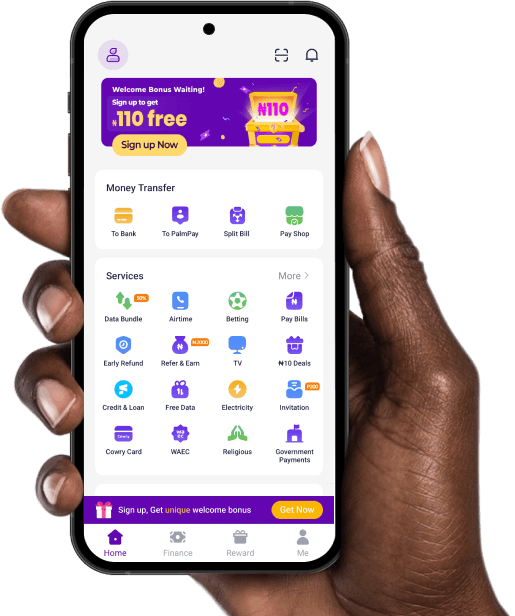 Welcome Bonus Waiting!
Sign up to get
₦110 free
₦110
Sign up Now
Money Transfer
To Bank
To PalmPay
Split Bill
Pay Shop
Services
More >
Data Bundle
Airtime
Betting
Pay Bills
Early Refund
Refer & Earn
₦2000
TV
₦10 Deals
Credit & Loan
Free Data
Electricity
Invitation
Cowry Card
Cowry
WAEC
Religious
Government
Payments
Sign up, Get unique welcome bonus
Get Now
Home
Finance
Reward
Me